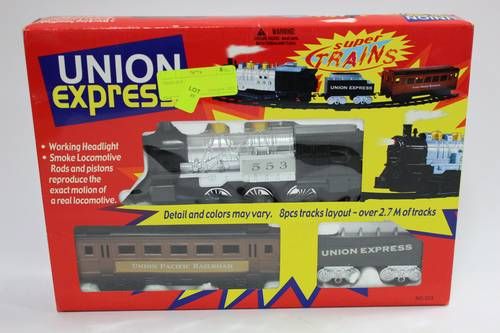 UNION
express
LOT
WARNING:
super
TRAINS
UNION EXPRESS
• Working Headlight
• Smoke Locomotive
Rods and pistons
reproduce the
exact motion of
a real locomotive.
553
Detail and colors may vary. 8pcs tracks layout - over 2.7 M of tracks
UNION PACIFIC RAILROAD
UNION EXPRESS